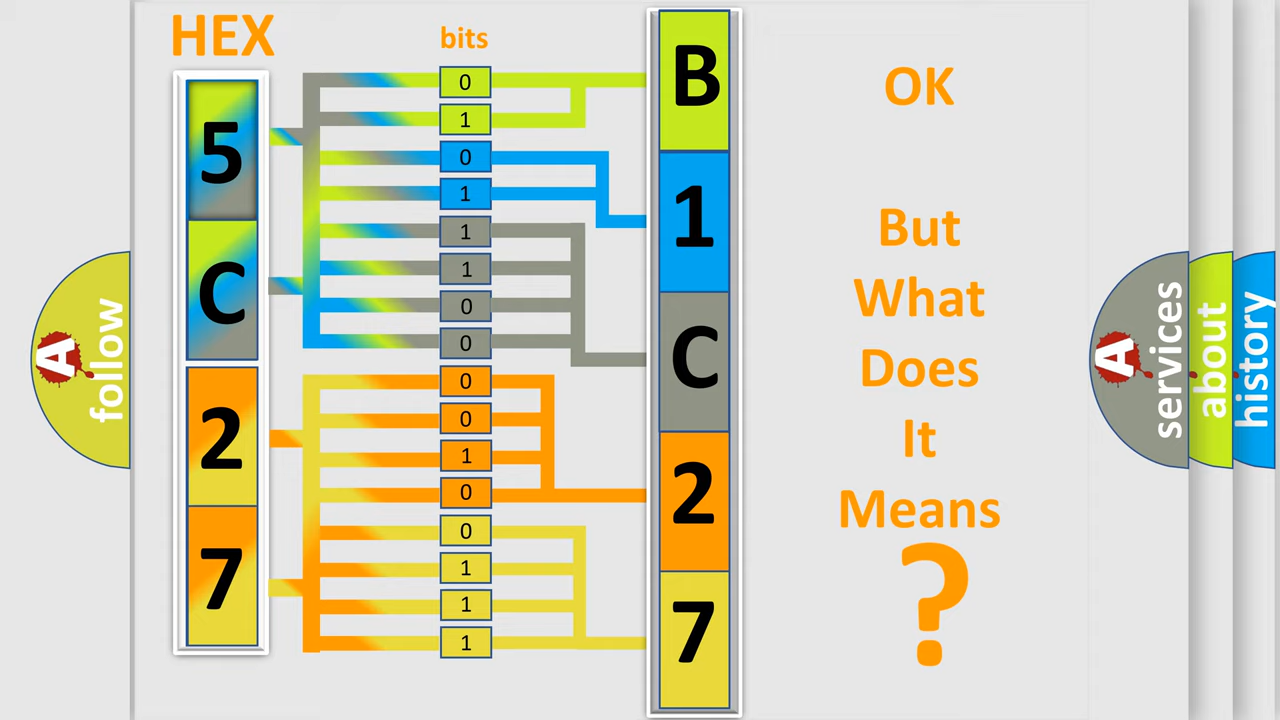 HEX
bits
5
C
2
7
0
1
0
1
1
1
0
0
0
0
1
0
0
1
1
1
B
1
C
2
7
OK
But
What
Does
It
Means
?
A
follow
A
services
about
history